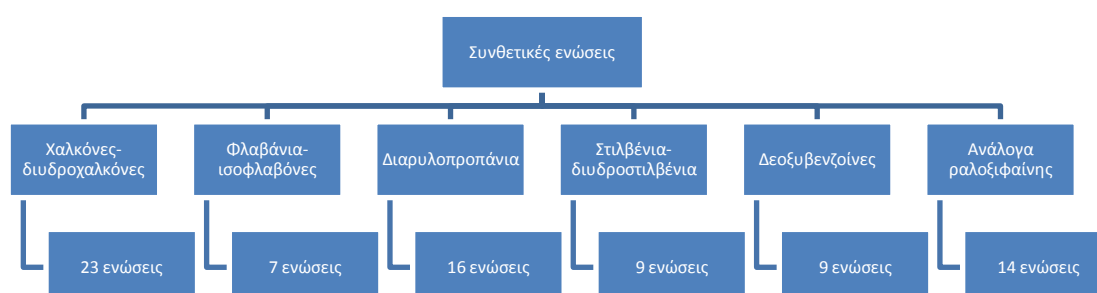 Συνθετικές ενώσεις
Χαλκόνες-
διυδροχαλκόνες
Φλαβάνια-
ισοφλαβόνες
Διαρυλοπροπάνια
Στιλβένια-
διυδροστιλβένια
Δεοξυβενζοίνες
Ανάλογα
ραλοξιφαίνης
23 ενώσεις
7 ενώσεις
16 ενώσεις
9 ενώσεις
9 ενώσεις
14 ενώσεις